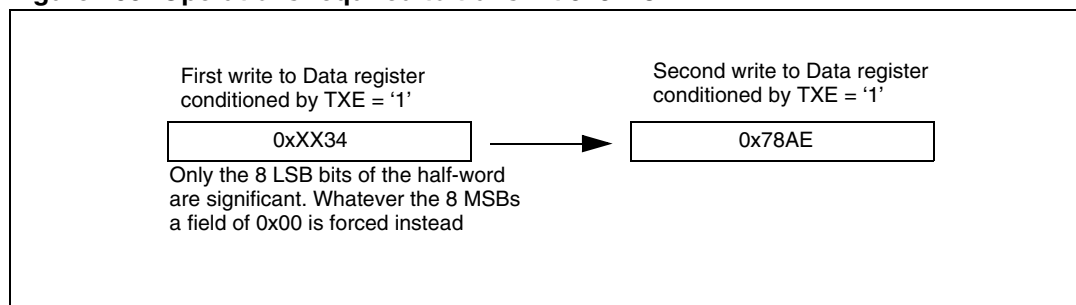 First write to Data register
conditioned by TXE = ‘1’
0xXX34
Only the 8 LSB bits of the half-word
are significant. Whatever the 8 MSBs
a field of 0x00 is forced instead
Second write to Data register
conditioned by TXE = ‘1’
0x78AE